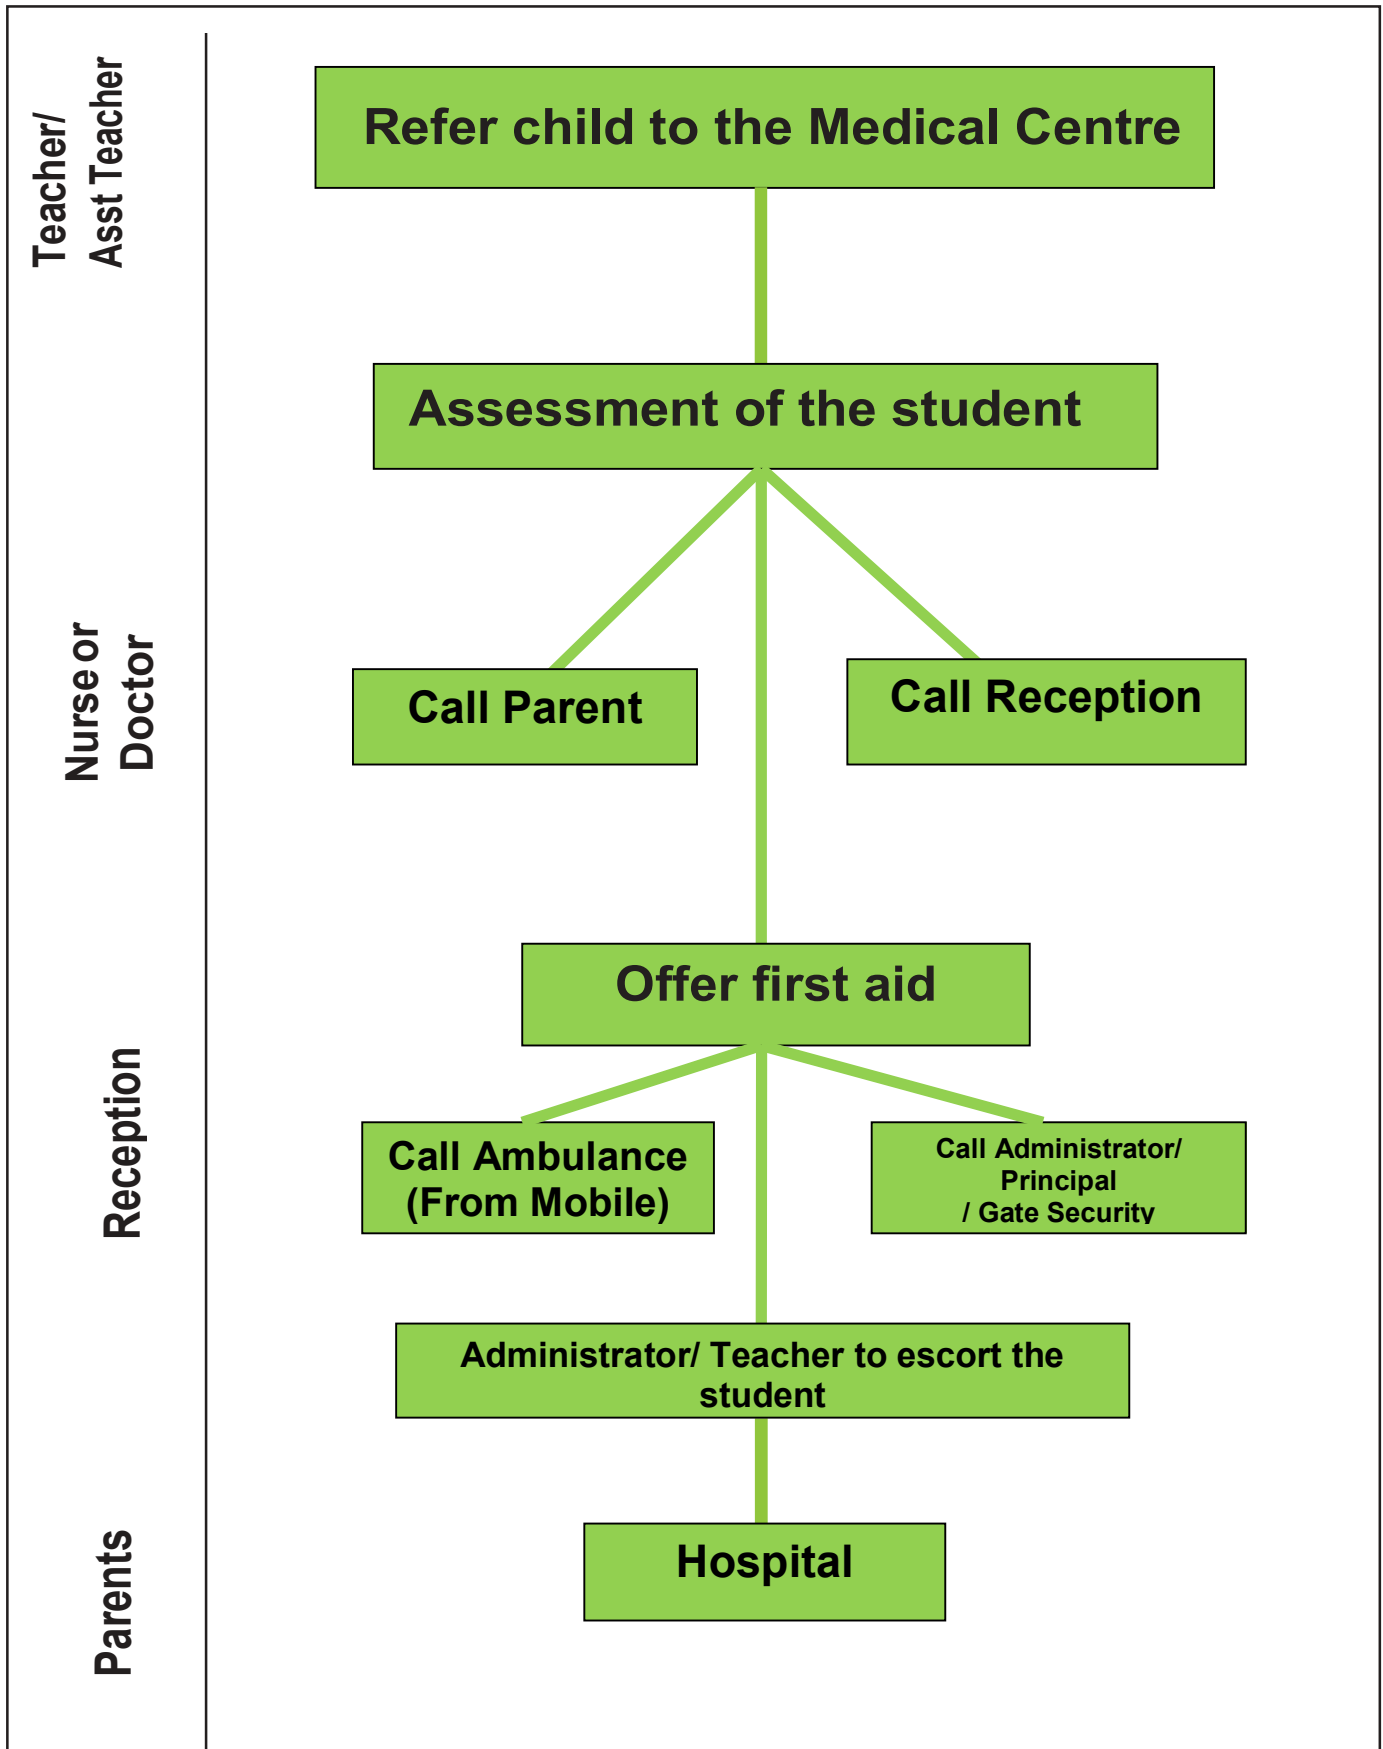 Teacher/
Asst Teacher
Refer child to the Medical Centre
Assessment of the student
Nurse or
Doctor
Call Parent
Call Reception
Offer first aid
Reception
Call Ambulance
(From Mobile)
Call Administrator/
Principal
/ Gate Security
Administrator/ Teacher to escort the
student
Parents
Hospital